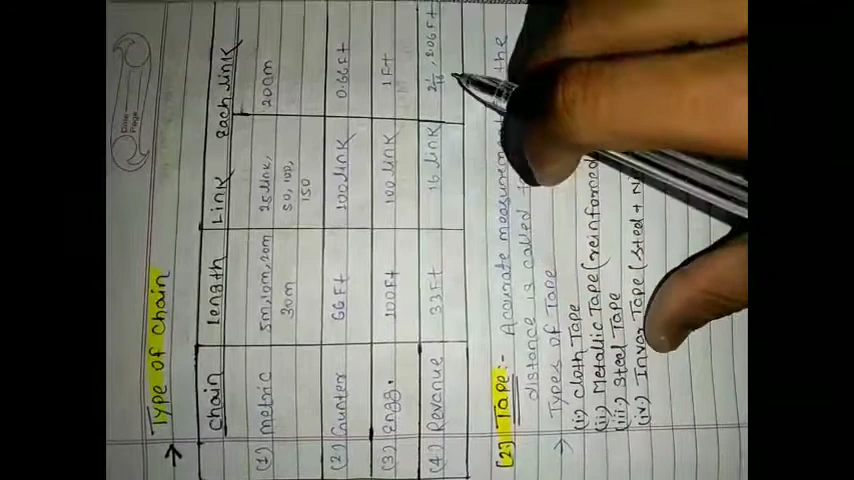 Date
Page
→ Type of Chain
Chain Length Link Each Link
(1) metric 5m, 10m, 20m 30m 25 Link, 50, 100, 150 20cm
(2) Gunter 66 Ft 100 Link 0.66 Ft
(3) Engg. 100 Ft 100 Link 1 Ft
(4) Revenue 33 Ft 16 Link 2 1/16, 2.06 Ft
[2.] Tape:- Accurate measurement the
distance is called
→ Types of Tape
(i) Cloth Tape
(ii) Metallic Tape (reinforced
(iii) Steel Tape
(iv.) Invar Tape (Steel + Ni